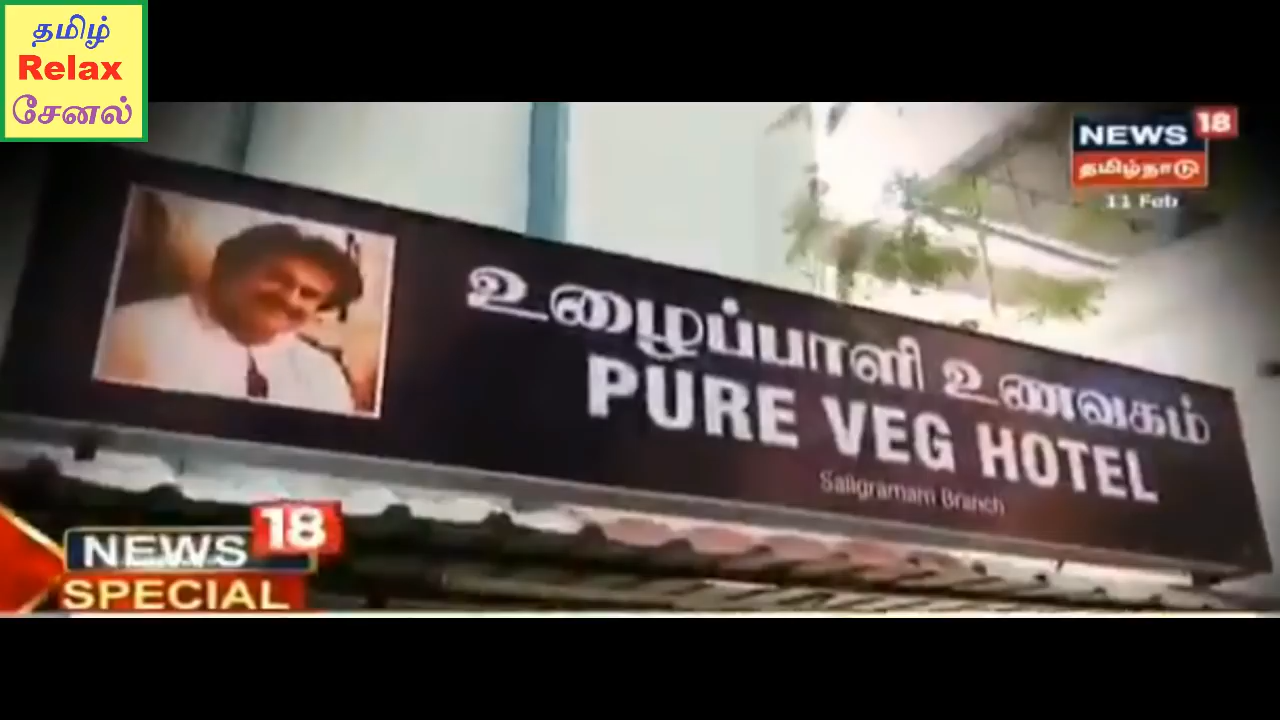 தமிழ்
Relax
சேனல்
NEWS 18
தமிழ்நாடு
11 Feb
உழைப்பாளி உணவகம்
PURE VEG HOTEL
Saligramam Branch
NEWS 18
SPECIAL